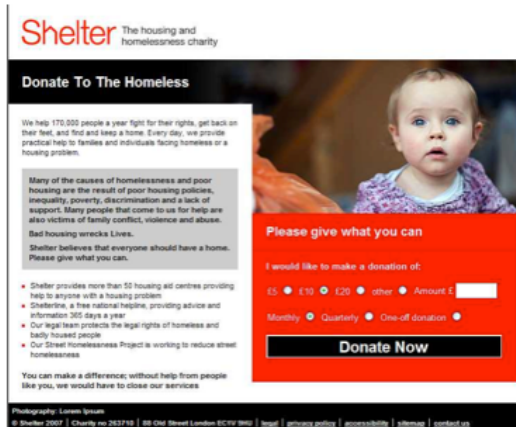 Shelter
The housing and
homelessness charity
Donate To The Homeless
We help 170,000 people a year fight for their rights, get back on
their feet, and find and keep a home. Every day, we provide
practical help to families and individuals facing homeless or a
housing problem.
Many of the causes of homelessness and poor
housing are the result of poor housing policies,
inequality, poverty, discrimination and a lack of
support. Many people that come to us for help are
also victims of family conflict, violence and abuse.
Bad housing wrecks Lives.
Shelter believes that everyone should have a home.
Please give what you can.
Shelter provides more than 50 housing aid centres providing
help to anyone with a housing problem
Shelterline, a free national helpline, providing advice and
information 365 days a year
Our legal team protects the legal rights of homeless and
badly housed people
Our Street Homelessness Project is working to reduce street
homelessness
You can make a difference; without help from people
like you, we would have to close our services
Please give what you can
I would like to make a donation of:
£5 £10 £20 other Amount £
Monthly Quarterly One-off donation
Donate Now
Photography: Lorem Ipsum
© Shelter 2007 | Charity no 263710 | 88 Old Street London EC1V 9HU | legal | privacy policy | accessibility | sitemap | contact us